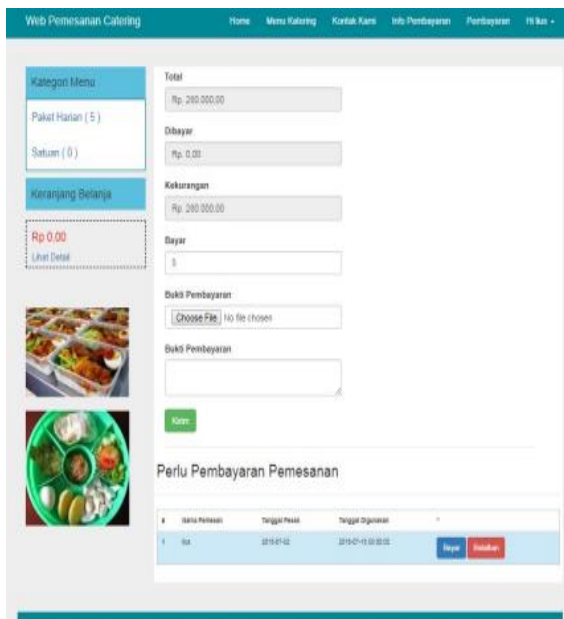 Web Pemesanan Catering
Home Menu Katering Kontak Kami Info Pembayaran Pembayaran Hi
Kategori Menu
Paket Harian ( 5 )
Satuan ( 0 )
Keranjang Belanja
Rp 0,00
Lihat Detail
Total
Rp. 280.000,00
Dibayar
Rp. 0,00
Kekurangan
Rp. 280.000,00
Bayar
Bukti Pembayaran
Choose File No file chosen
Bukti Pembayaran
Kirim
Perlu Pembayaran Pemesanan
# Nama Pemesan Tanggal Pesan Tanggal Digunakan
1
Bayar Batalkan